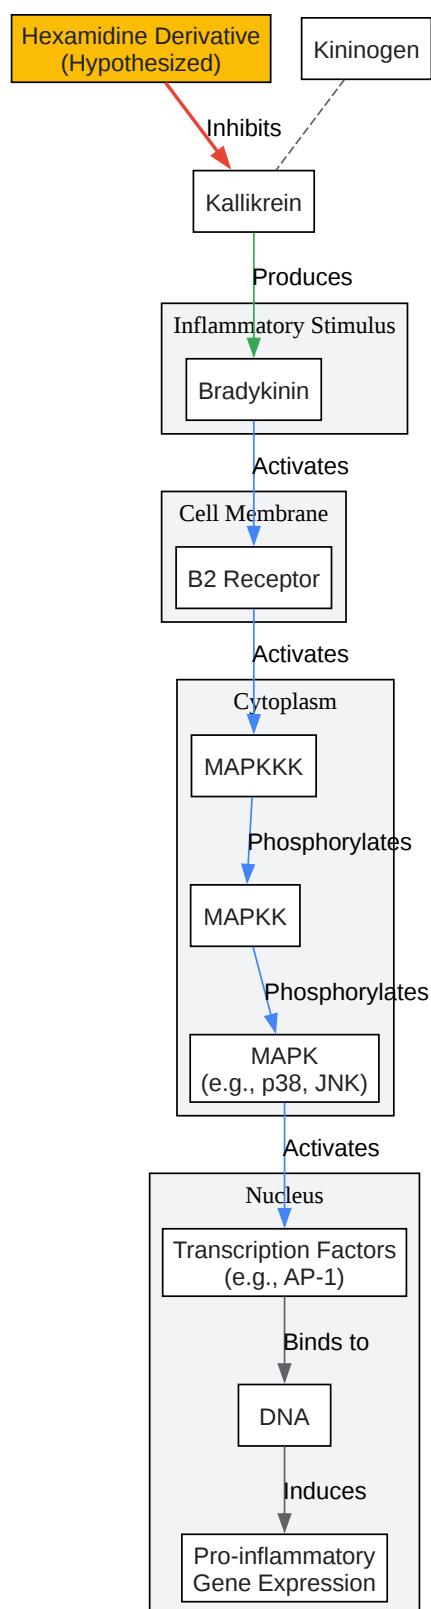 Hexamidine Derivative
(Hypothesized)
Kininogen
Inhibits
Kallikrein
Produces
Inflammatory Stimulus
Bradykinin
Activates
Cell Membrane
B2 Receptor
Activates
Cytoplasm
MAPKKK
Phosphorylates
MAPKK
Phosphorylates
MAPK
(e.g., p38, JNK)
Activates
Nucleus
Transcription Factors
(e.g., AP-1)
Binds to
DNA
Induces
Pro-inflammatory
Gene Expression